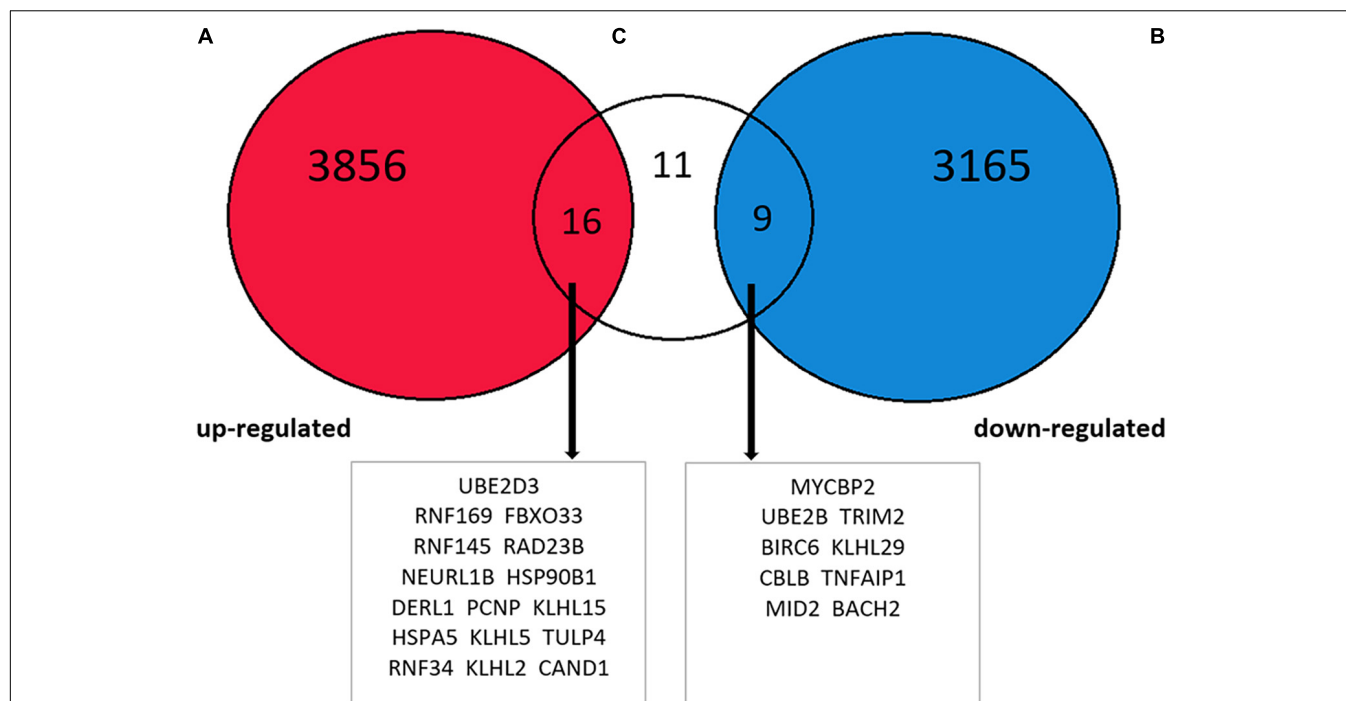 A
C
B
3856
11
3165
16
9
up-regulated
down-regulated
UBE2D3
RNF169 FBXO33
RNF145 RAD23B
NEURL1B HSP90B1
DERL1 PCNP KLHL15
HSPA5 KLHL5 TULP4
RNF34 KLHL2 CAND1
MYCBP2
UBE2B TRIM2
BIRC6 KLHL29
CBLB TNFAIP1
MID2 BACH2